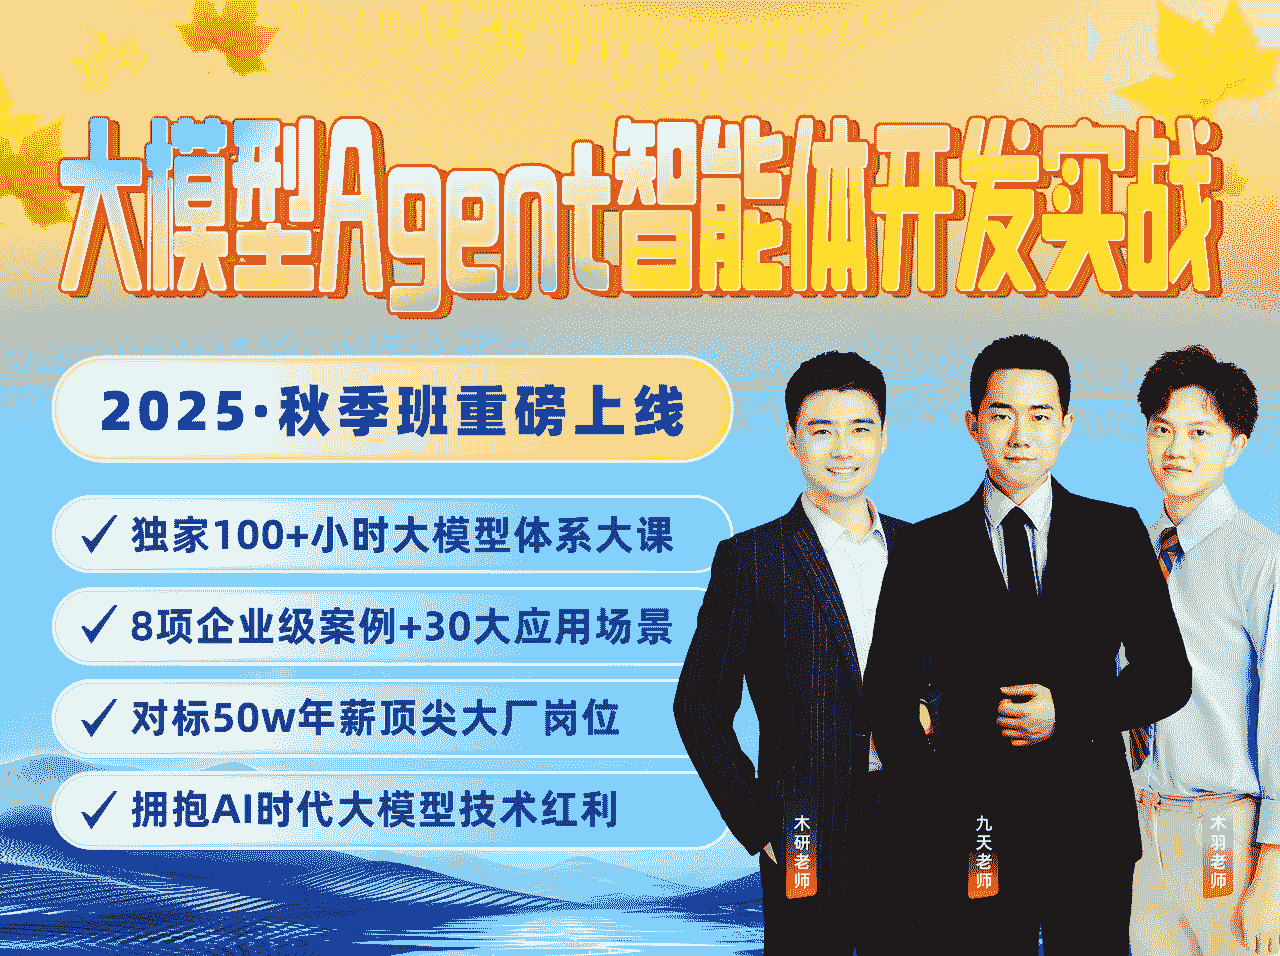 大模型Agent智能体开发实战
2025·秋季班重磅上线
✓ 独家100+小时大模型体系大课
✓ 8项企业级案例+30大应用场景
✓ 对标50w年薪顶尖大厂岗位
✓ 拥抱AI时代大模型技术红利
木研老师
九天老师
木羽老师